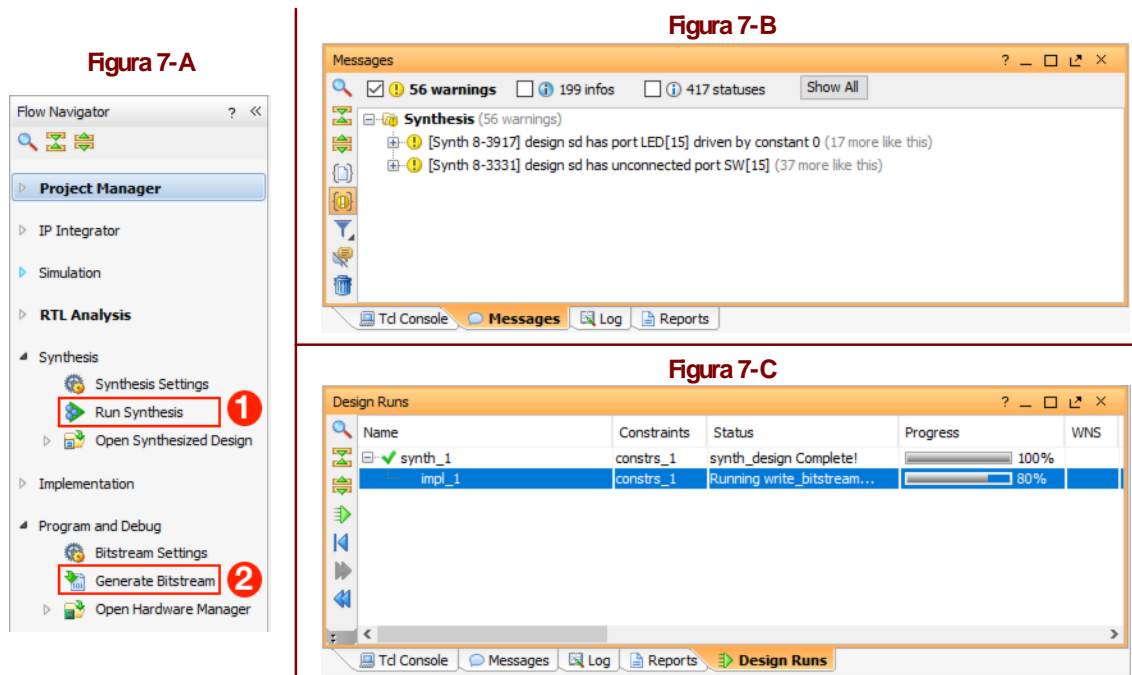 Figura 7-A
Flow Navigator ? «
Project Manager
IP Integrator
Simulation
RTL Analysis
Synthesis
Synthesis Settings
Run Synthesis 1
Open Synthesized Design
Implementation
Program and Debug
Bitstream Settings
Generate Bitstream 2
Open Hardware Manager
Figura 7-B
Messages ?
56 warnings 199 infos 417 statuses Show All
Synthesis (56 warnings)
[Synth 8-3917] design sd has port LED[15] driven by constant 0 (17 more like this)
[Synth 8-3331] design sd has unconnected port SW[15] (37 more like this)
Tcl Console Messages Log Reports
Figura 7-C
Design Runs ?
Name Constraints Status Progress WNS
synth_1 constrs_1 synth_design Complete! 100%
impl_1 constrs_1 Running write_bitstream... 80%
Tcl Console Messages Log Reports Design Runs